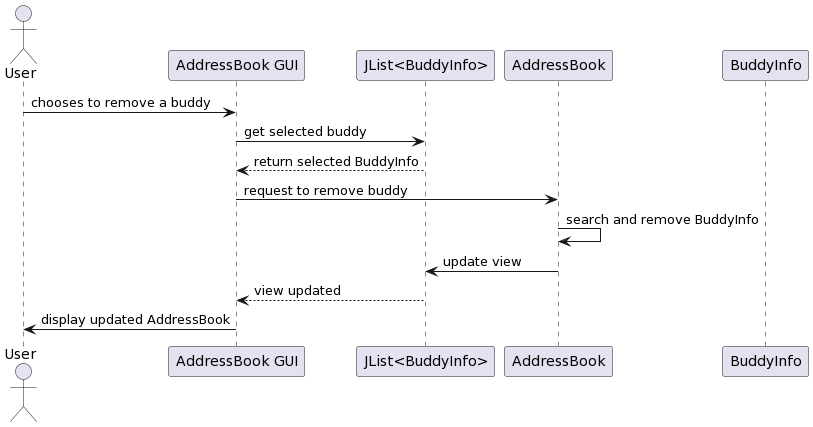 User
AddressBook GUI
JList<BuddyInfo>
AddressBook
BuddyInfo
chooses to remove a buddy
get selected buddy
return selected BuddyInfo
request to remove buddy
search and remove BuddyInfo
update view
view updated
display updated AddressBook
User
AddressBook GUI
JList<BuddyInfo>
AddressBook
BuddyInfo